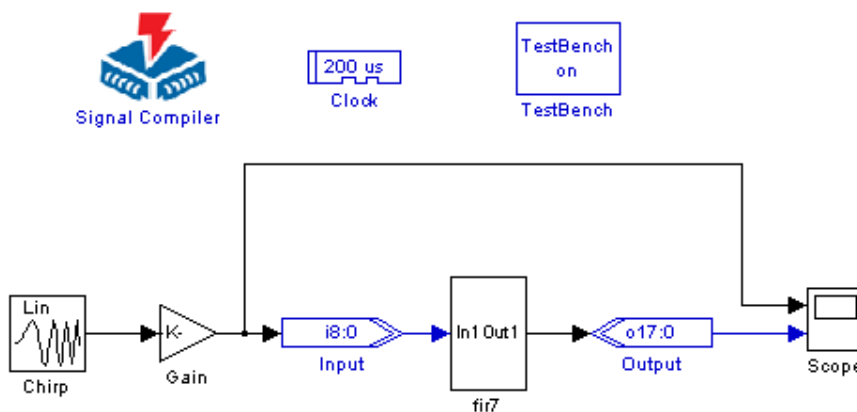 Signal Compiler
200 us
Clock
TestBench
on
TestBench
Lin
Chirp
K-
Gain
i8:0
Input
In1 Out1
fir7
o17:0
Output
Scope